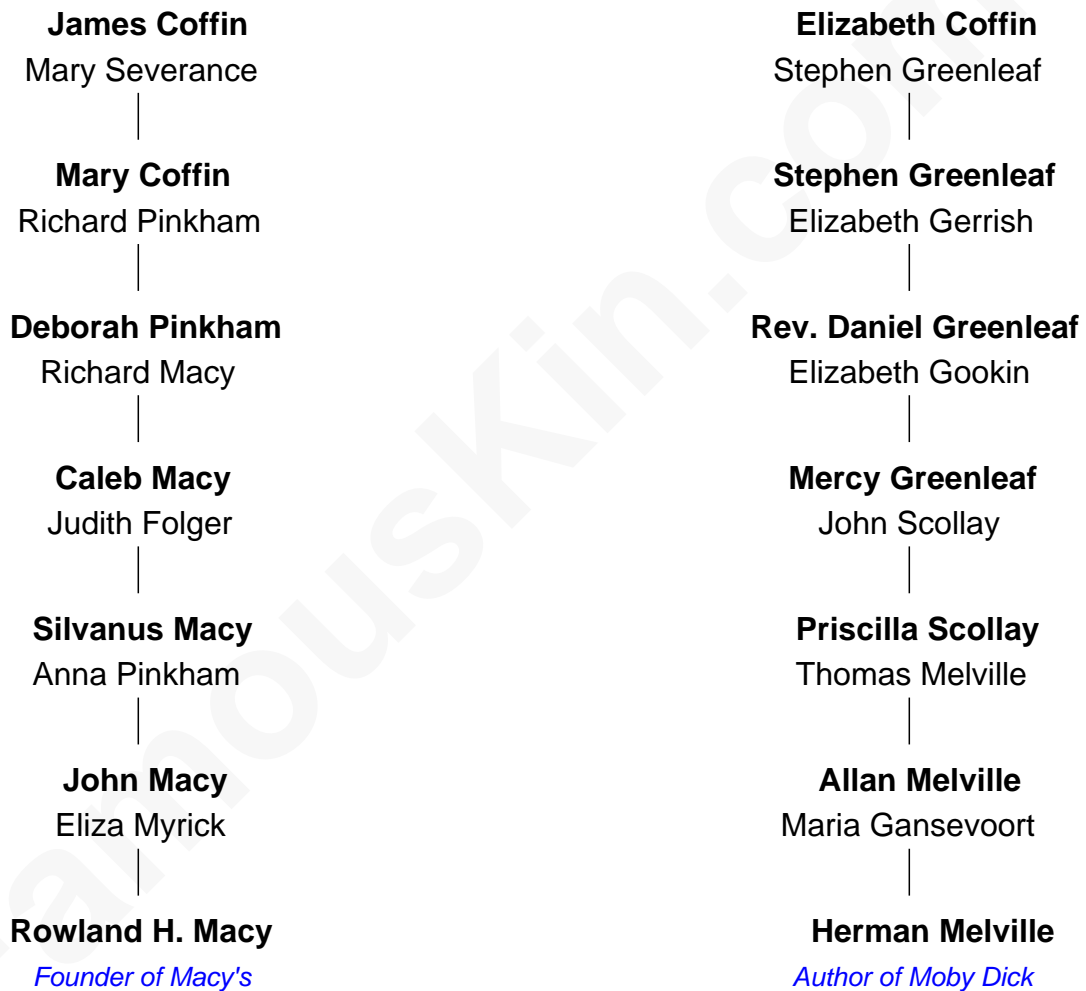 James Coffin
Mary Severance
Mary Coffin
Richard Pinkham
Deborah Pinkham
Richard Macy
Caleb Macy
Judith Folger
Silvanus Macy
Anna Pinkham
John Macy
Eliza Myrick
Rowland H. Macy
Founder of Macy's
Elizabeth Coffin
Stephen Greenleaf
Stephen Greenleaf
Elizabeth Gerrish
Rev. Daniel Greenleaf
Elizabeth Gookin
Mercy Greenleaf
John Scollay
Priscilla Scollay
Thomas Melville
Allan Melville
Maria Gansevoort
Herman Melville
Author of Moby Dick
famouskin.com